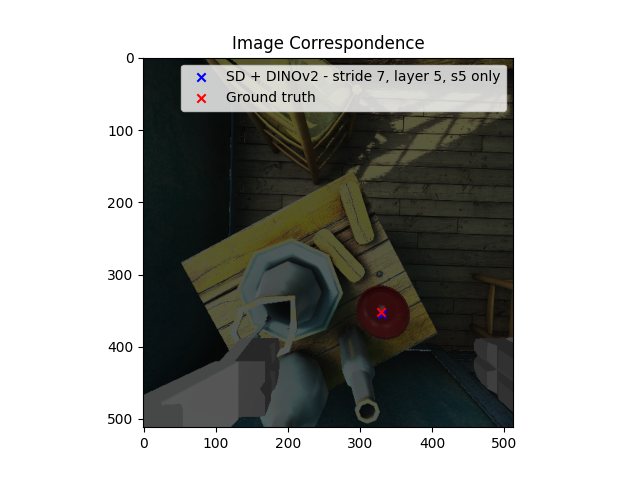 Image Correspondence
SD + DINOv2 - stride 7, layer 5, s5 only
Ground truth
0
100
200
300
400
500
0 100 200 300 400 500